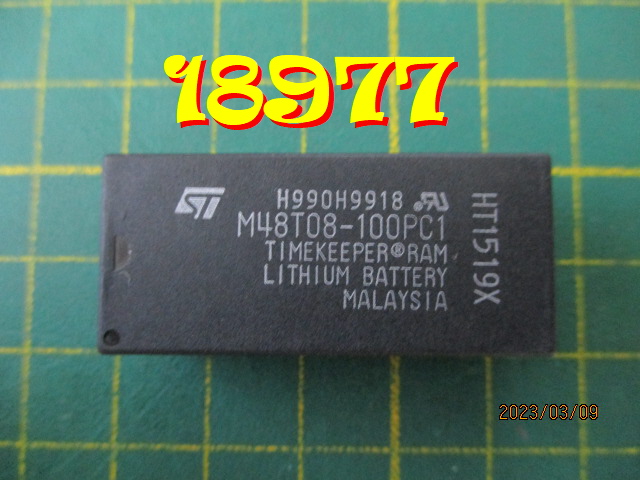 18977
ST
H990H9918
M48T08-100PC1
TIMEKEEPER®RAM
LITHIUM BATTERY
MALAYSIA
HT1519X
2023/03/09